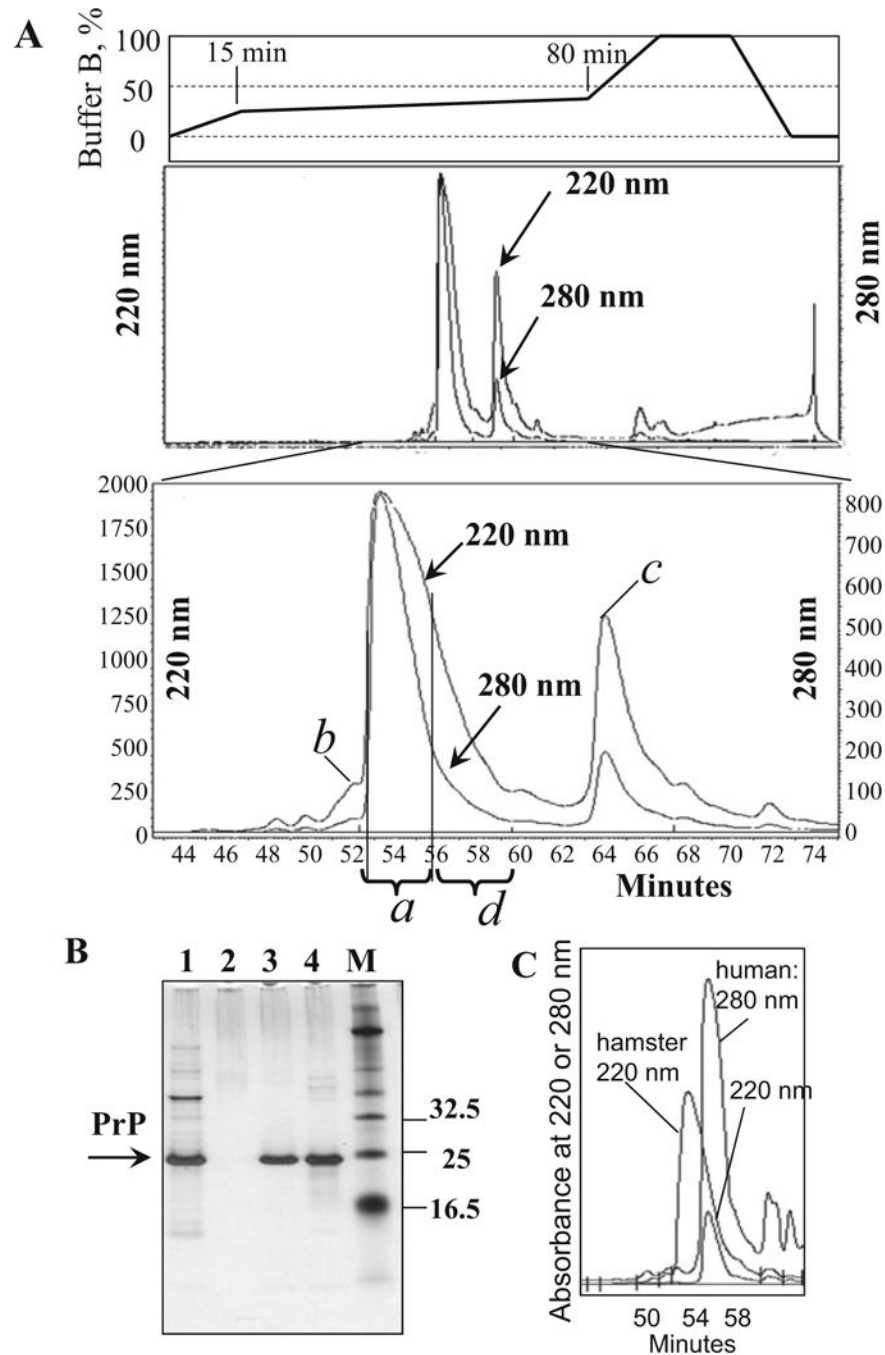 A
Buffer B, %
100
50
0
15 min
80 min
220 nm
220 nm
280 nm
280 nm
2000
1750
1500
1250
1000
750
500
250
0
220 nm
800
700
600
500
400
300
200
100
0
280 nm
220 nm
280 nm
b
c
44 46 48 50 52 54 56 58 60 62 64 66 68 70 72 74
Minutes
a
d
B
1 2 3 4 M
PrP
32.5
25
16.5
C
Absorbance at 220 or 280 nm
human:
280 nm
hamster
220 nm
220 nm
50 54 58
Minutes